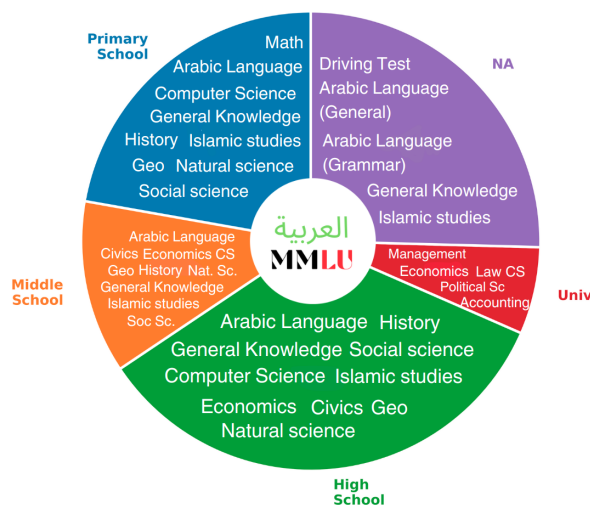 Primary
School
Math
Arabic Language
Computer Science
General Knowledge
History Islamic studies
Geo Natural science
Social science
NA
Driving Test
Arabic Language
(General)
Arabic Language
(Grammar)
General Knowledge
Islamic studies
العربية
MMLU
Middle
School
Arabic Language
Civics Economics CS
Geo History Nat. Sc.
General Knowledge
Islamic studies
Soc Sc.
Univ
Management
Economics Law CS
Political Sc
Accounting
Arabic Language History
General Knowledge Social science
Computer Science Islamic studies
Economics Civics Geo
Natural science
High
School